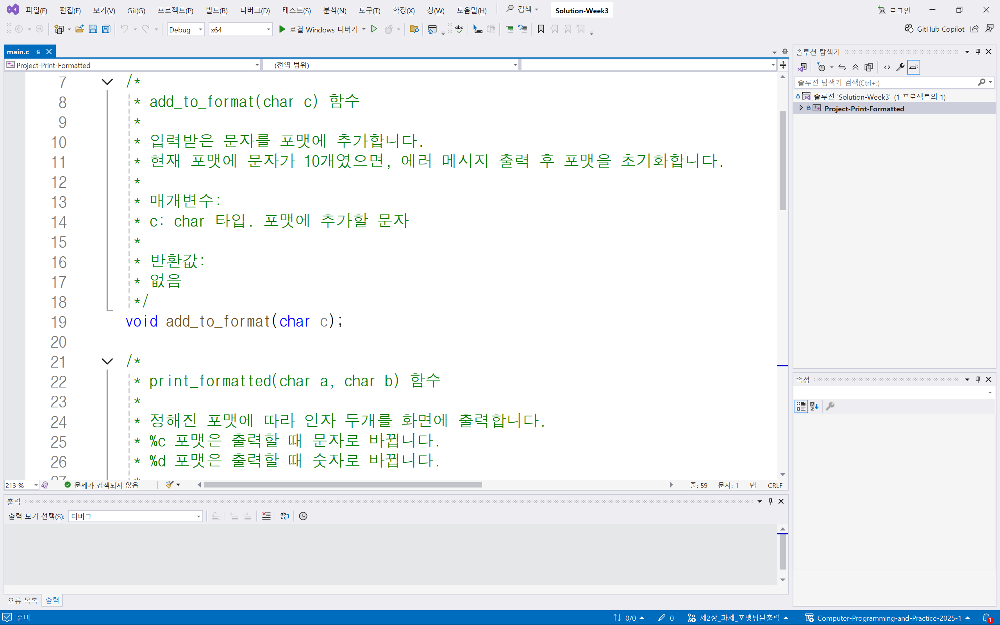 파일(F) 편집(E) 보기(V) Git(G) 프로젝트(P) 빌드(B) 디버그(D) 테스트(S) 분석(N) 도구(T) 확장(X) 창(W) 도움말(H) 검색 Solution-Week3 로그인
Debug x64 로컬 Windows 디버거 GitHub Copilot
main.c
Project-Print-Formatted (전역 범위)
7 /*
8 * add_to_format(char c) 함수
9 *
10 * 입력받은 문자를 포맷에 추가합니다.
11 * 현재 포맷에 문자가 10개였으면, 에러 메시지 출력 후 포맷을 초기화합니다.
12 *
13 * 매개변수:
14 * c: char 타입. 포맷에 추가할 문자
15 *
16 * 반환값:
17 * 없음
18 */
19 void add_to_format(char c);
20
21 /*
22 * print_formatted(char a, char b) 함수
23 *
24 * 정해진 포맷에 따라 인자 두개를 화면에 출력합니다.
25 * %c 포맷은 출력할 때 문자로 바뀝니다.
26 * %d 포맷은 출력할 때 숫자로 바뀝니다.
27 *
213 % 문제가 검색되지 않음 줄: 59 문자: 1 탭 CRLF
출력
출력 보기 선택(S): 디버그
오류 목록 출력
솔루션 탐색기
솔루션 탐색기 검색(Ctrl+;)
솔루션 'Solution-Week3' (1 프로젝트의 1)
Project-Print-Formatted
속성
준비 0/0 0 제2장_과제_포맷팅된출력 Computer-Programming-and-Practice-2025-1 1